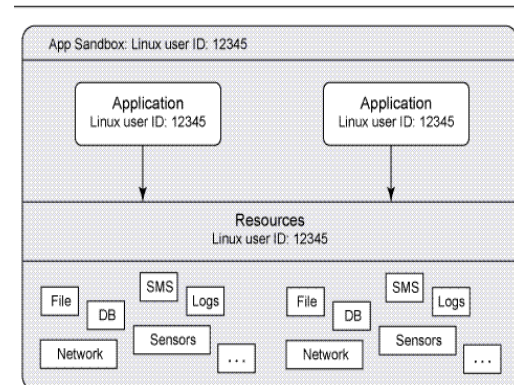 App Sandbox: Linux user ID: 12345
Application
Linux user ID: 12345
Application
Linux user ID: 12345
Resources
Linux user ID: 12345
File
DB
SMS
Logs
Network
Sensors
...
File
DB
SMS
Logs
Network
Sensors
...